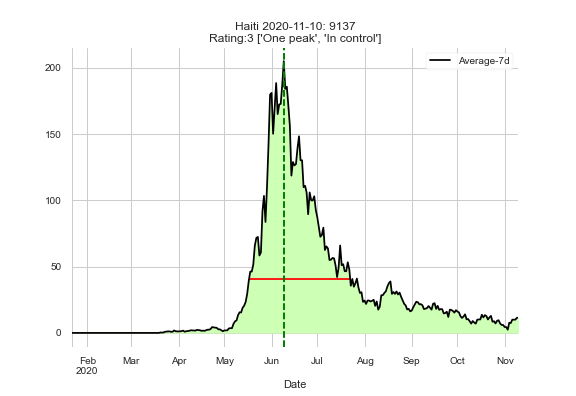 Haiti 2020-11-10: 9137
Rating:3 ['One peak', 'In control']
Average-7d
200
150
100
50
0
Feb Mar Apr May Jun Jul Aug Sep Oct Nov
2020
Date